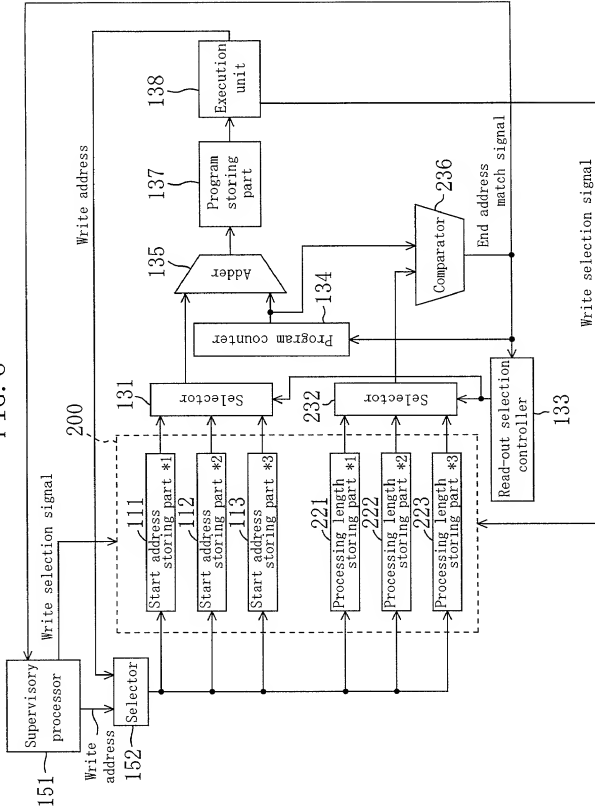 FIG. 8
Supervisory
processor
151
Write
address
Write selection signal
Write address
Selector
152
200
111
Start address
storing part *1
112
Start address
storing part *2
113
Start address
storing part *3
221
Processing length
storing part *1
222
Processing length
storing part *2
223
Processing length
storing part *3
131
Selector
232
Selector
133
Read-out selection
controller
134
Program counter
135
Adder
137
Program
storing
part
138
Execution
unit
236
Comparator
End address
match signal
Write selection signal